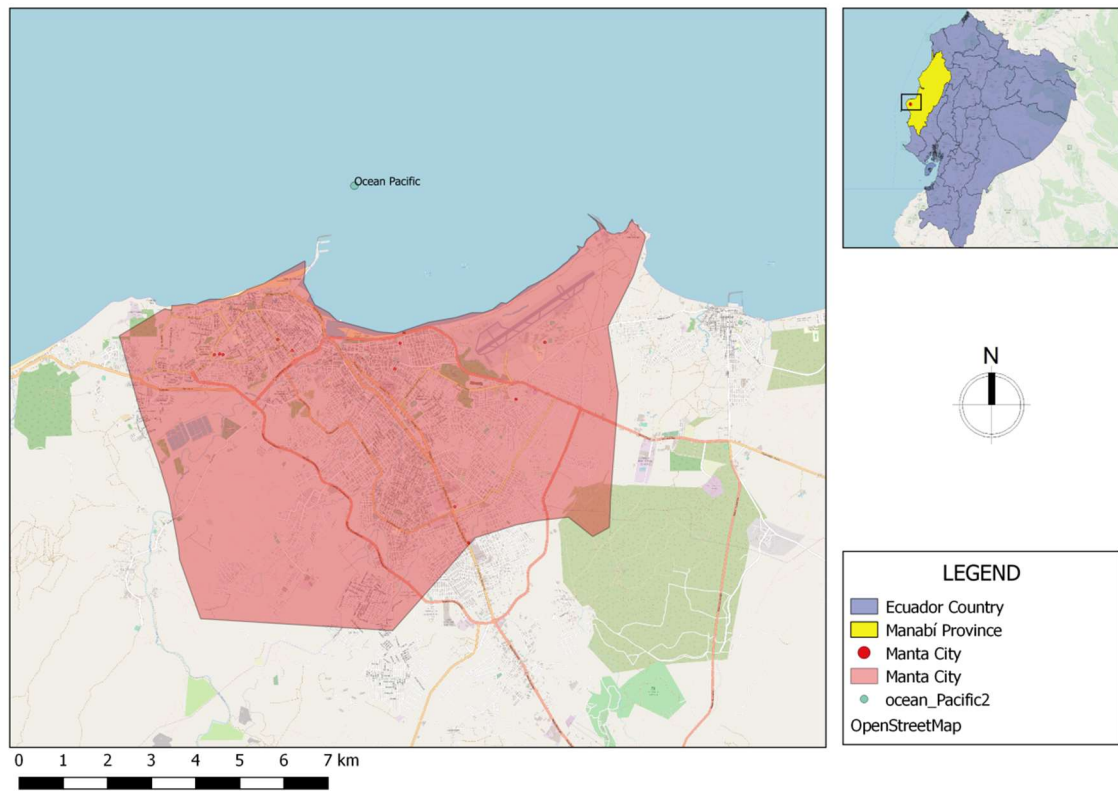 Ocean Pacific
N
LEGEND
Ecuador Country
Manabí Province
Manta City
Manta City
ocean_Pacific2
OpenStreetMap
0 1 2 3 4 5 6 7 km